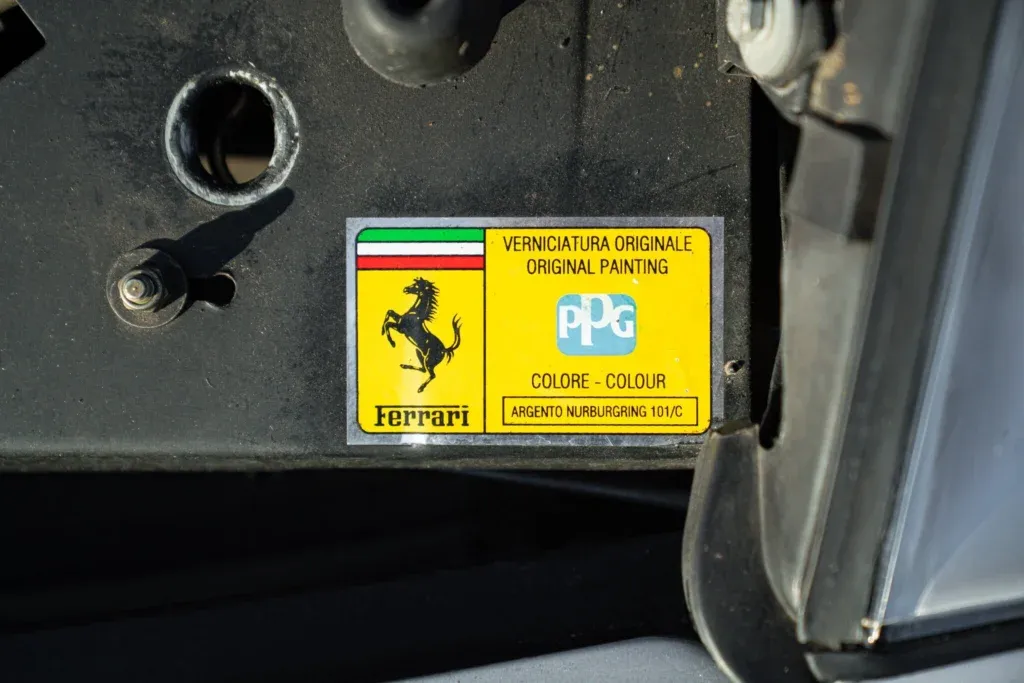 VERNICIATURA ORIGINALE
ORIGINAL PAINTING
PPG
COLORE - COLOUR
ARGENTO NURBURGRING 101/C
Ferrari